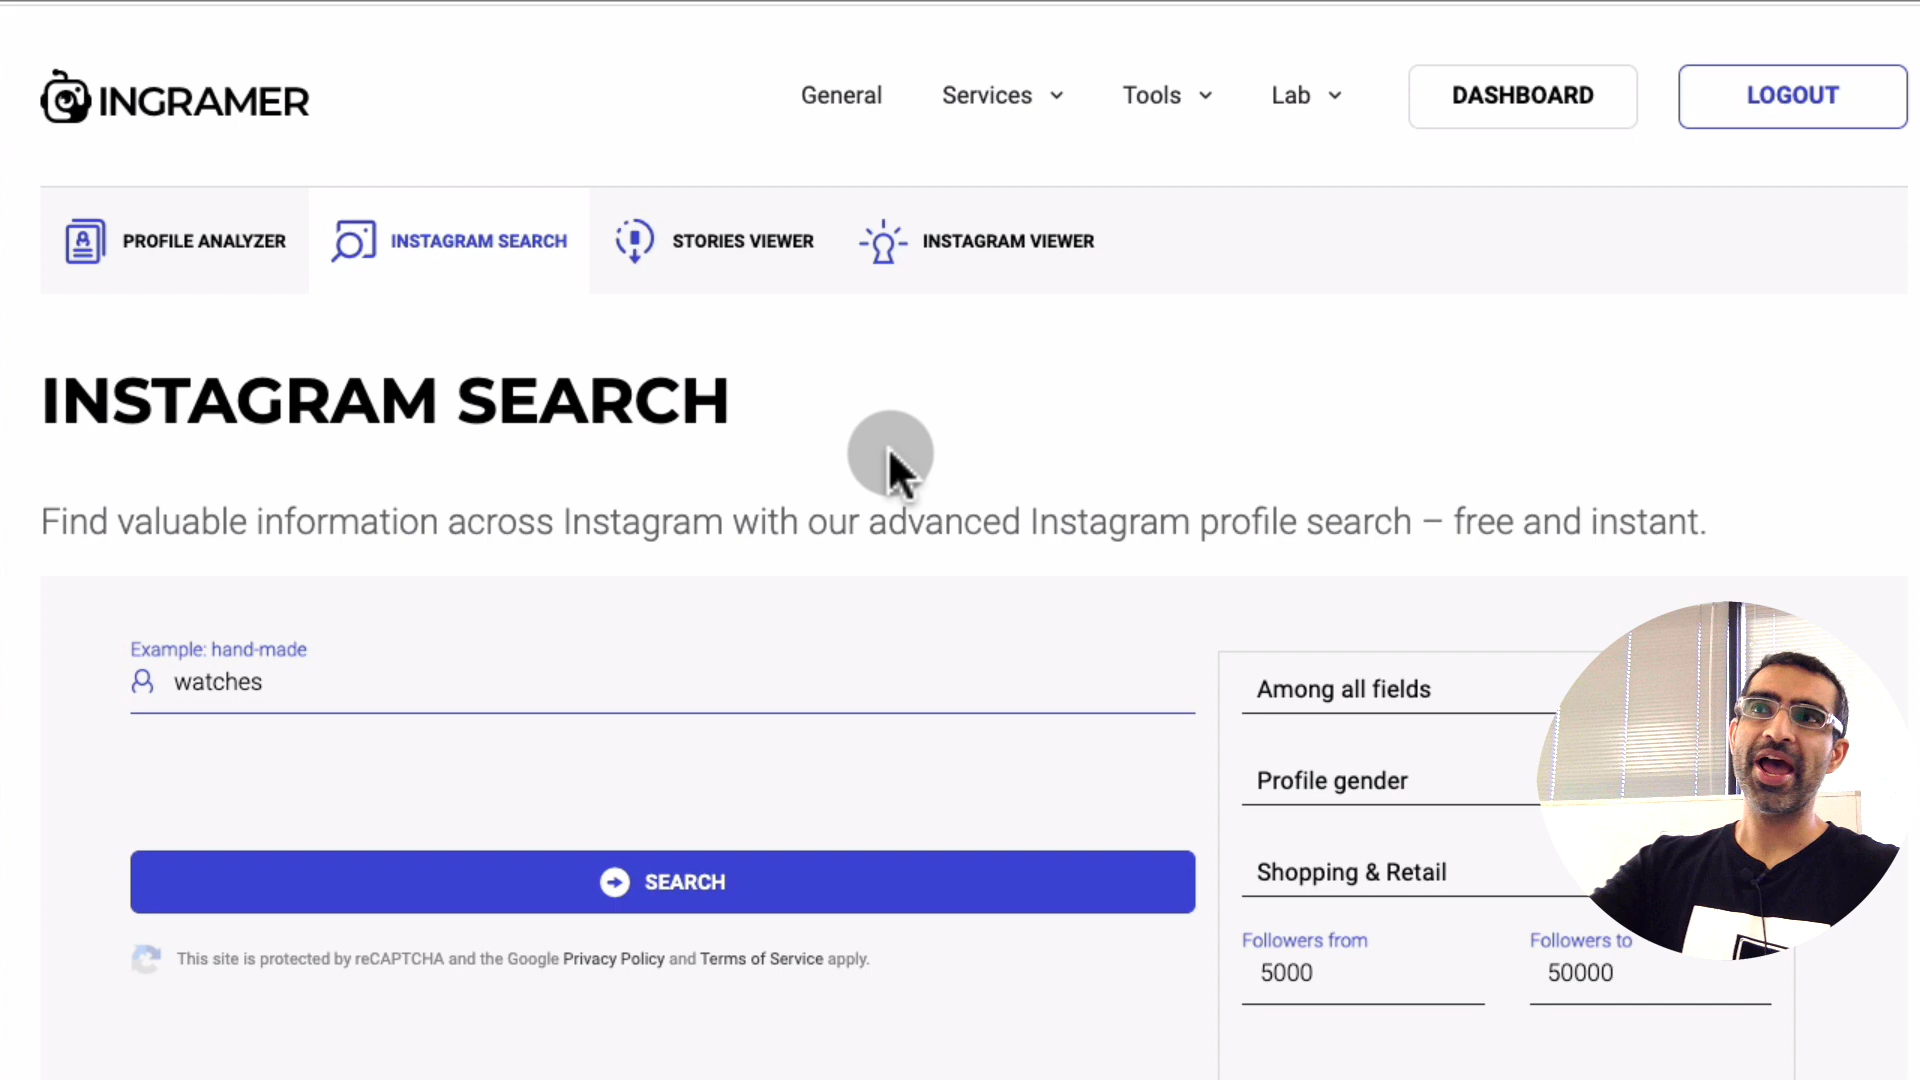 INGRAMER
General
Services
Tools
Lab
DASHBOARD
LOGOUT
PROFILE ANALYZER
INSTAGRAM SEARCH
STORIES VIEWER
INSTAGRAM VIEWER
INSTAGRAM SEARCH
Find valuable information across Instagram with our advanced Instagram profile search – free and instant.
Example: hand-made
watches
Among all fields
Profile gender
SEARCH
Shopping & Retail
Followers from
Followers to
5000
50000
This site is protected by reCAPTCHA and the Google Privacy Policy and Terms of Service apply.